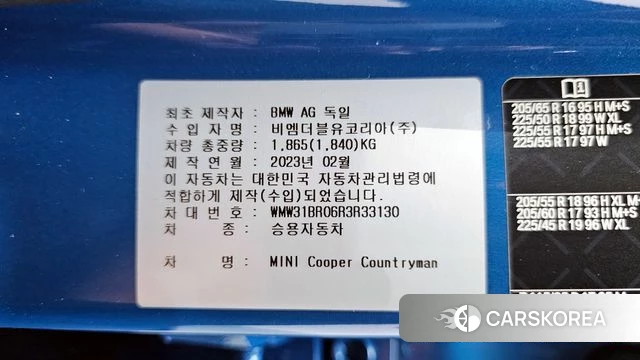 최초 제작자 : BMW AG 독일
수 입 자 명 : 비엠더블유코리아(주)
차량 총중량 : 1,865(1,840)KG
제 작 연 월 : 2023년 02월
이 자동차는 대한민국 자동차관리법령에
적합하게 제작(수입)되었습니다.
차 대 번 호 : WMW31BR06R3R33130
차 종 : 승용자동차
차 명 : MINI Cooper Countryman
205/65 R 16 95 H M+S
225/50 R 18 99 W XL
225/55 R 17 97 H M+S
225/55 R 17 97 W
205/55 R 18 96 H XL M+
205/60 R 17 93 H M+S
225/45 R 19 96 W XL
CARSKOREA